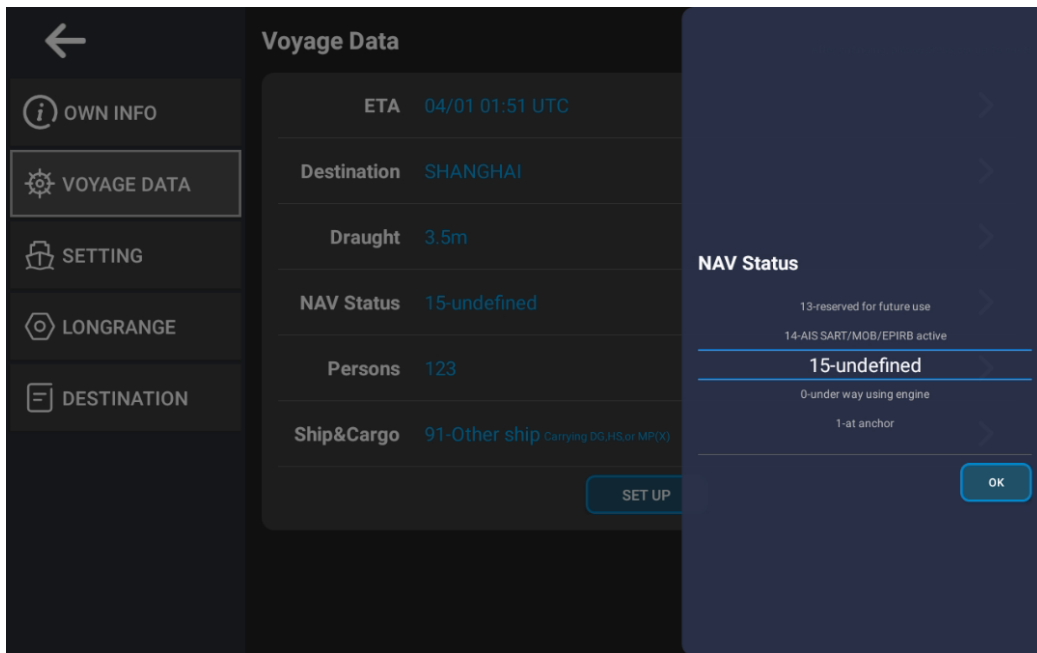 OWN INFO
VOYAGE DATA
SETTING
LONGRANGE
DESTINATION
Voyage Data
ETA 04/01 01:51 UTC
Destination SHANGHAI
Draught 3.5m
NAV Status 15-undefined
Persons 123
Ship&Cargo 91-Other ship Carrying DG,HS,or MP(X)
SET UP
NAV Status
13-reserved for future use
14-AIS SART/MOB/EPIRB active
15-undefined
0-under way using engine
1-at anchor
OK